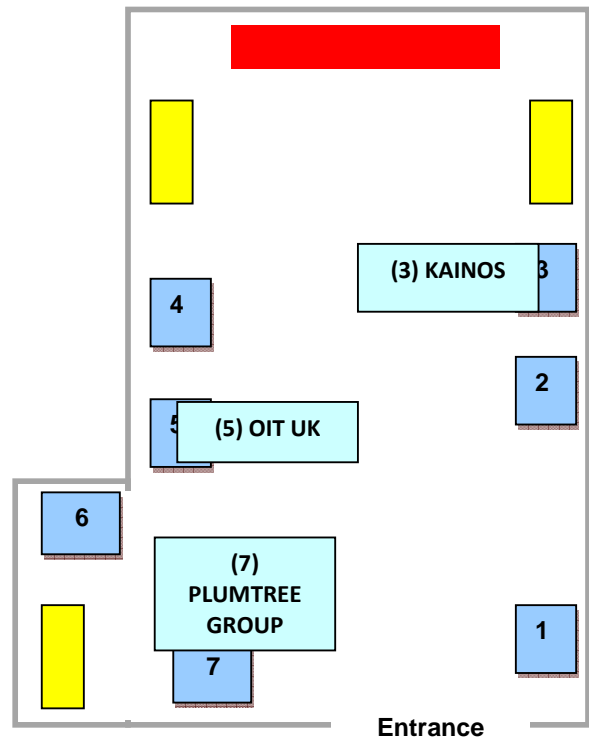 (3) KAINOS
3
4
2
5
(5) OIT UK
6
(7)
PLUMTREE
GROUP
1
7
Entrance